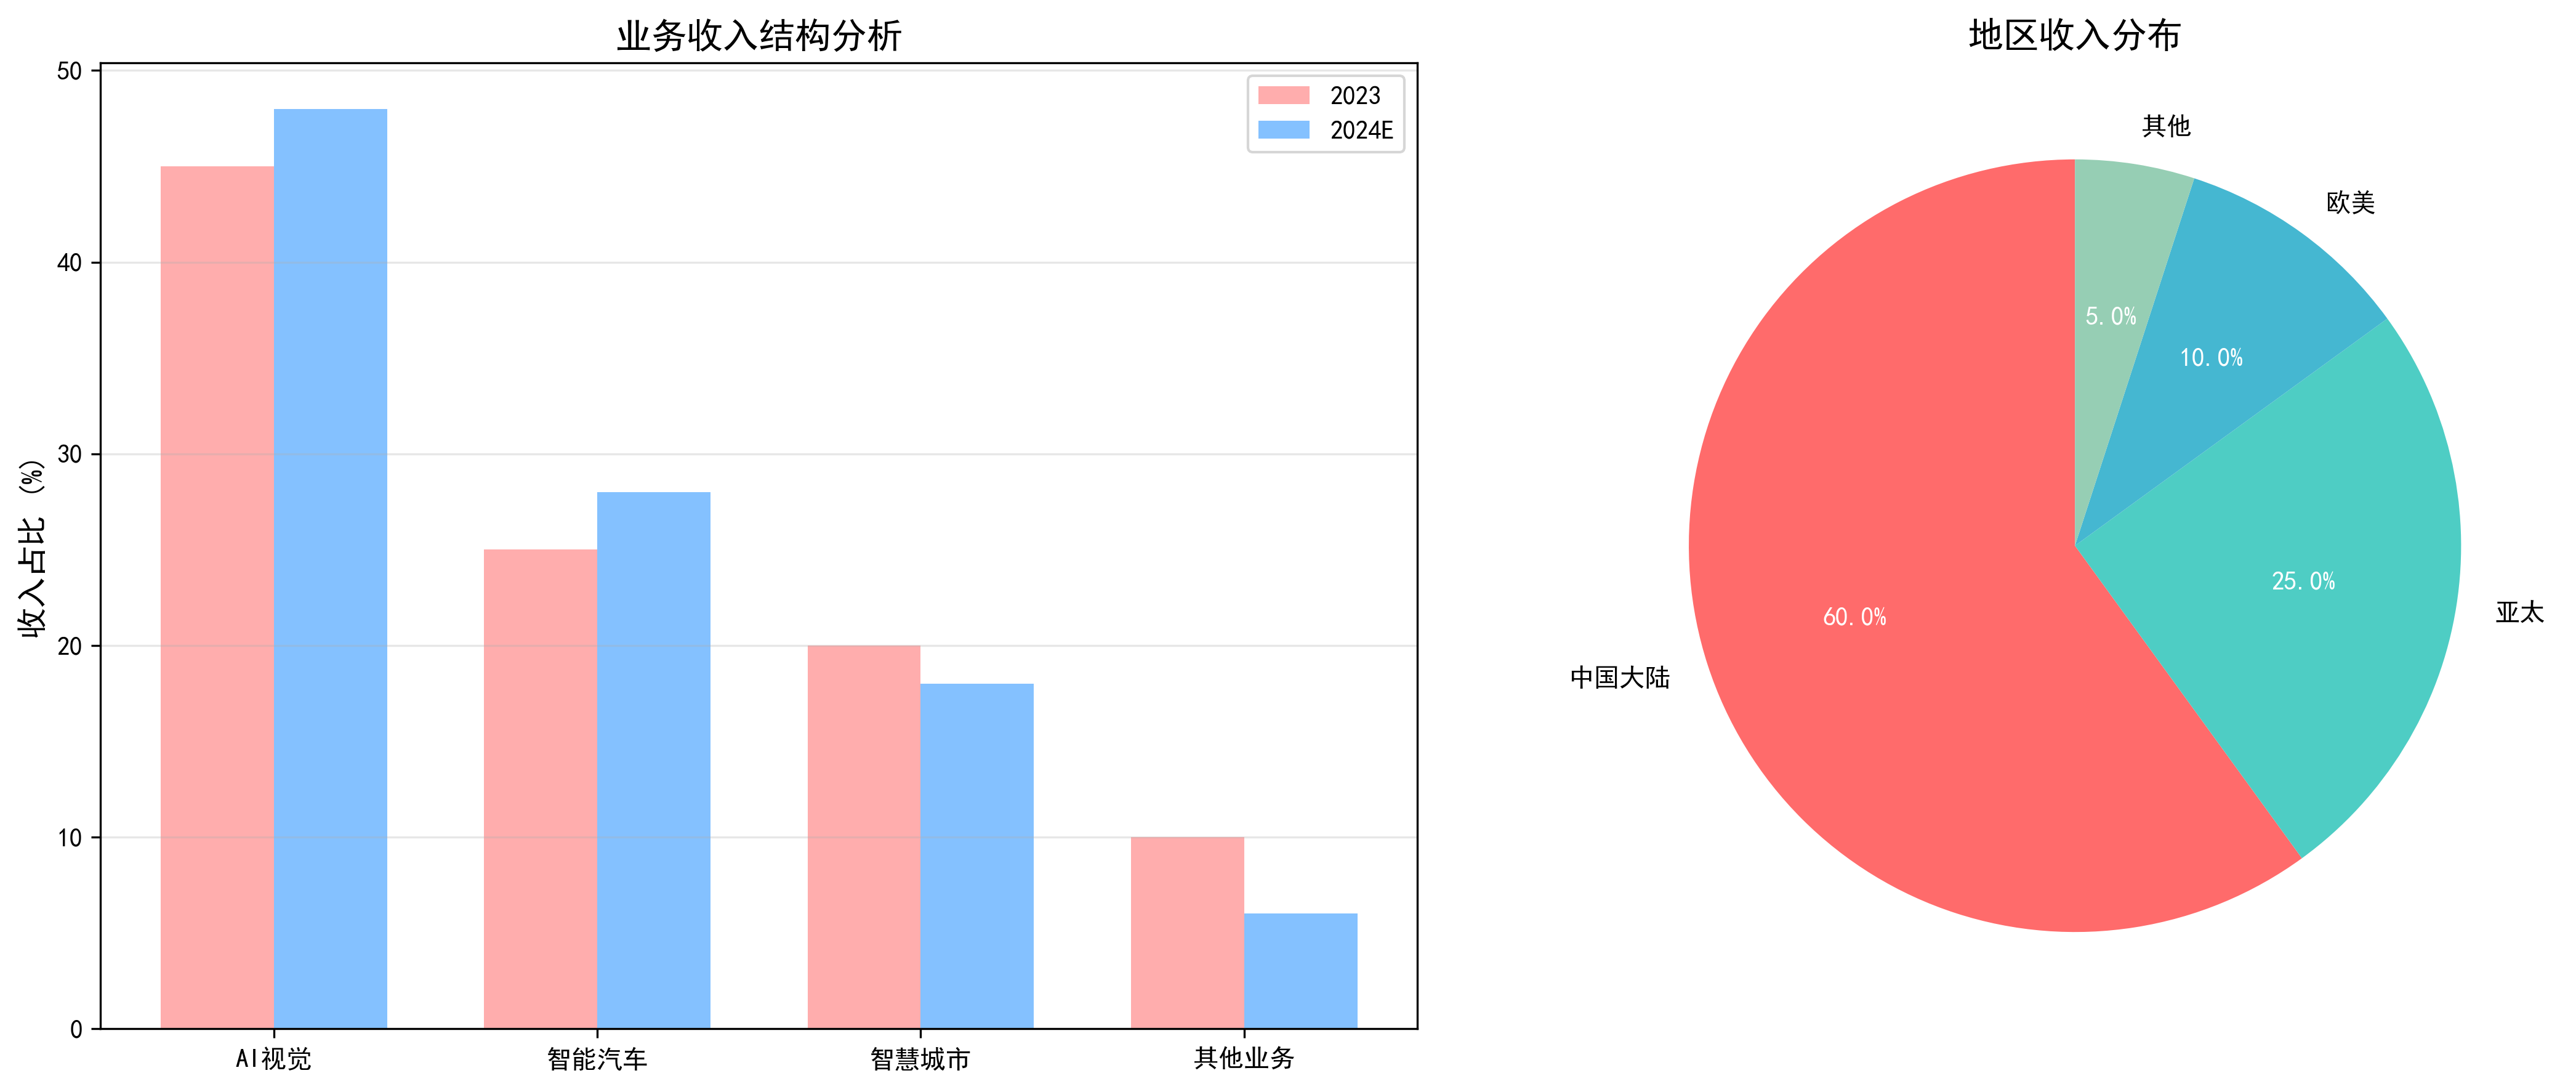 业务收入结构分析
2023
2024E
收入占比 (%)
50
40
30
20
10
0
AI视觉
智能汽车
智慧城市
其他业务
地区收入分布
其他
欧美
亚太
中国大陆
5.0%
10.0%
25.0%
60.0%